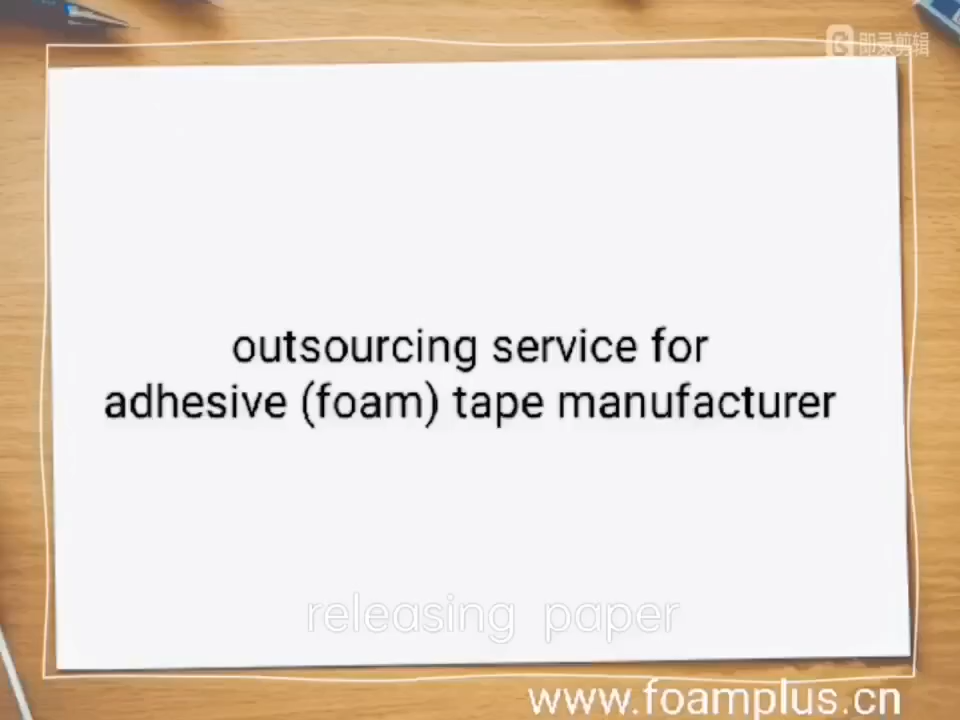 即录剪辑
outsourcing service for
adhesive (foam) tape manufacturer
releasing paper
www.foamplus.cn